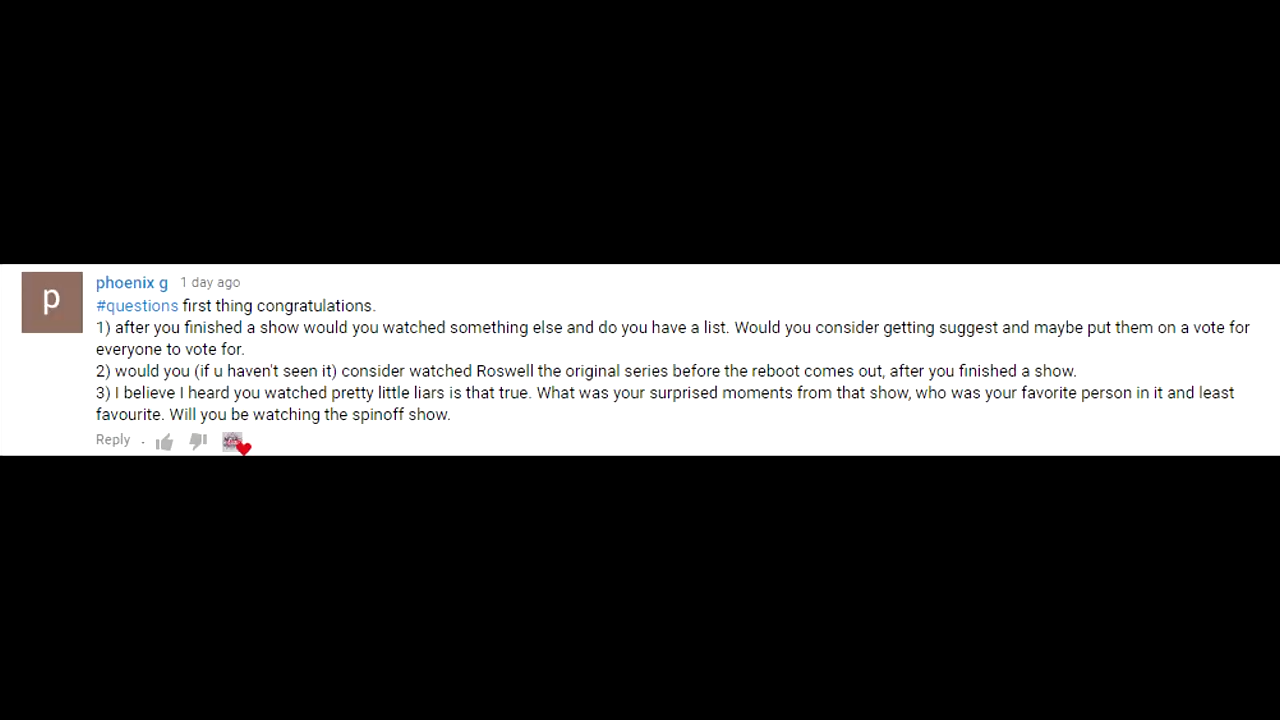 p
phoenix g 1 day ago
#questions first thing congratulations.
1) after you finished a show would you watched something else and do you have a list. Would you consider getting suggest and maybe put them on a vote for
everyone to vote for.
2) would you (if u haven't seen it) consider watched Roswell the original series before the reboot comes out, after you finished a show.
3) I believe I heard you watched pretty little liars is that true. What was your surprised moments from that show, who was your favorite person in it and least
favourite. Will you be watching the spinoff show.
Reply